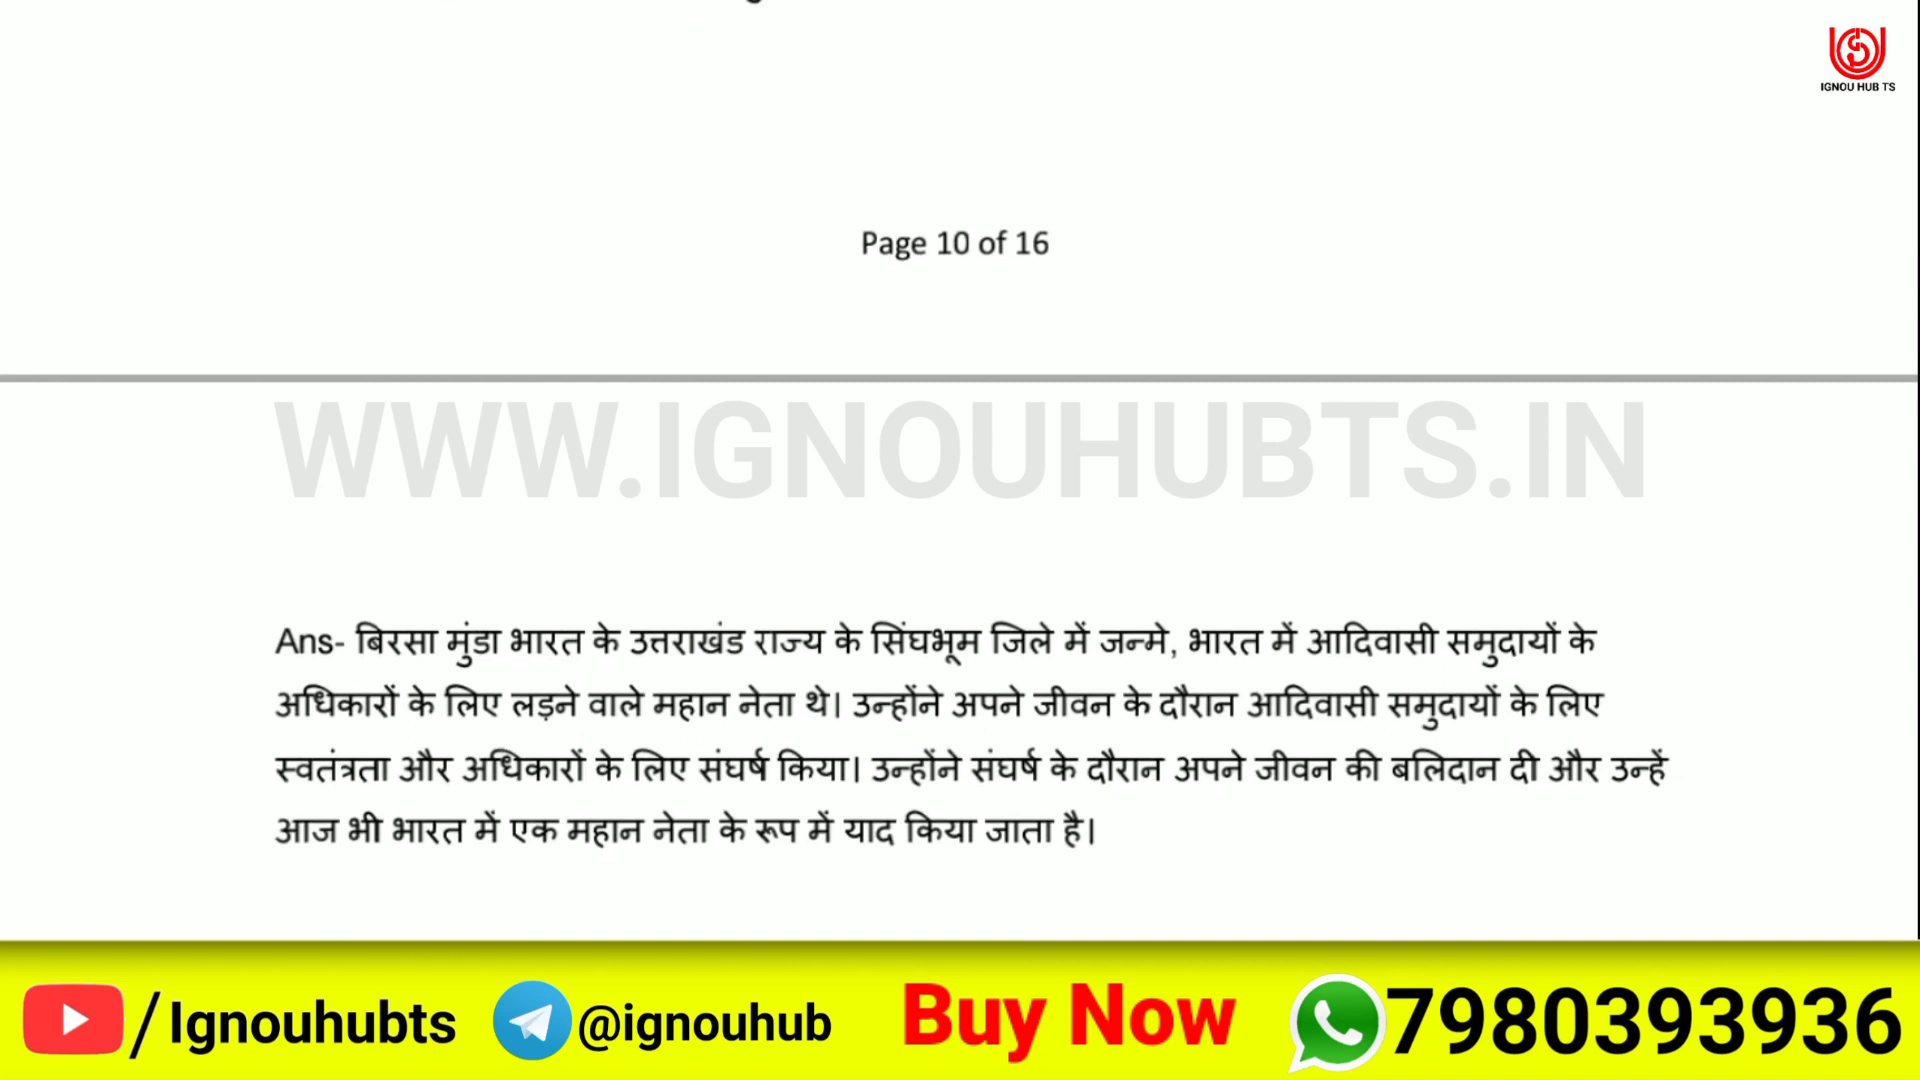 IGNOU HUB TS
Page 10 of 16
WWW.IGNOUHUBTS.IN
Ans- बिरसा मुंडा भारत के उत्तराखंड राज्य के सिंघभूम जिले में जन्मे, भारत में आदिवासी समुदायों के
अधिकारों के लिए लड़ने वाले महान नेता थे। उन्होंने अपने जीवन के दौरान आदिवासी समुदायों के लिए
स्वतंत्रता और अधिकारों के लिए संघर्ष किया। उन्होंने संघर्ष के दौरान अपने जीवन की बलिदान दी और उन्हें
आज भी भारत में एक महान नेता के रूप में याद किया जाता है।
/Ignouhubts @ignouhub Buy Now 7980393936